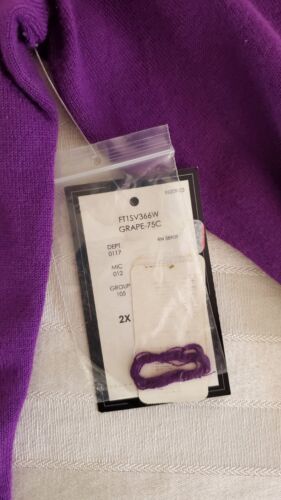 FT1SV366W
GRAPE-75C
DEPT
0117
MIC
012
GROUP
105
2X